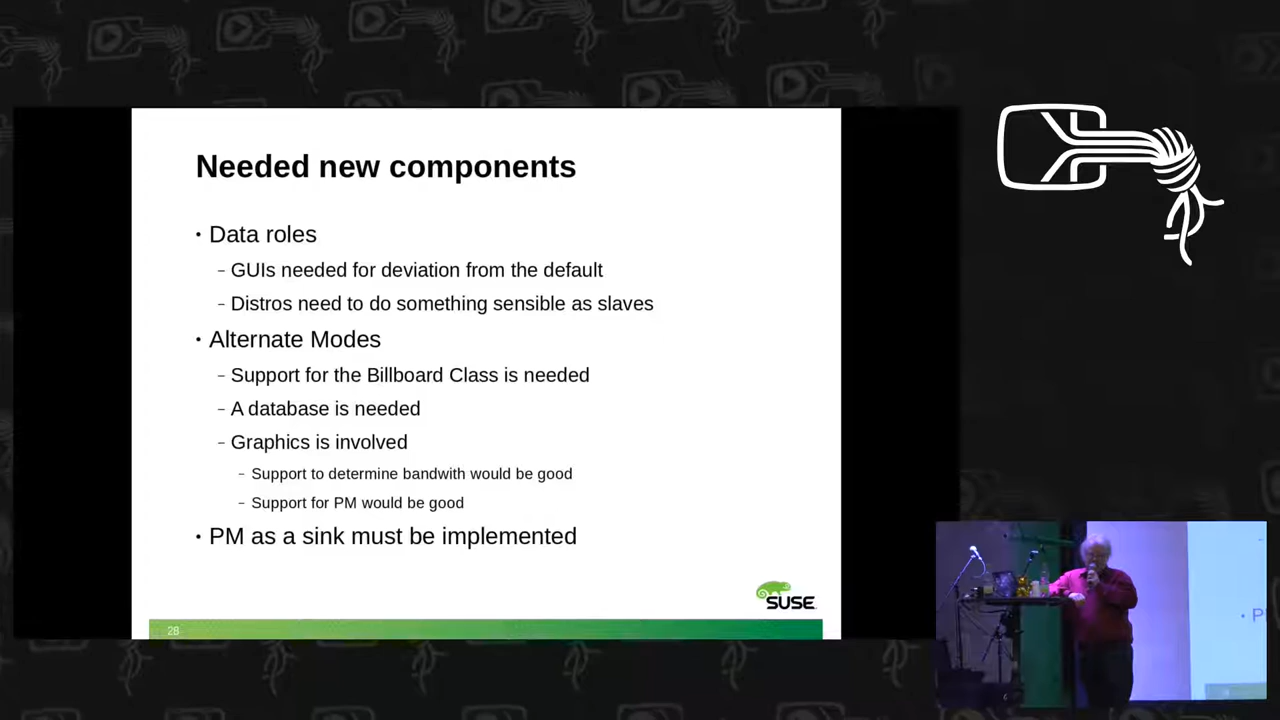 Needed new components
• Data roles
– GUIs needed for deviation from the default
– Distros need to do something sensible as slaves
• Alternate Modes
– Support for the Billboard Class is needed
– A database is needed
– Graphics is involved
– Support to determine bandwith would be good
– Support for PM would be good
• PM as a sink must be implemented
SUSE
28